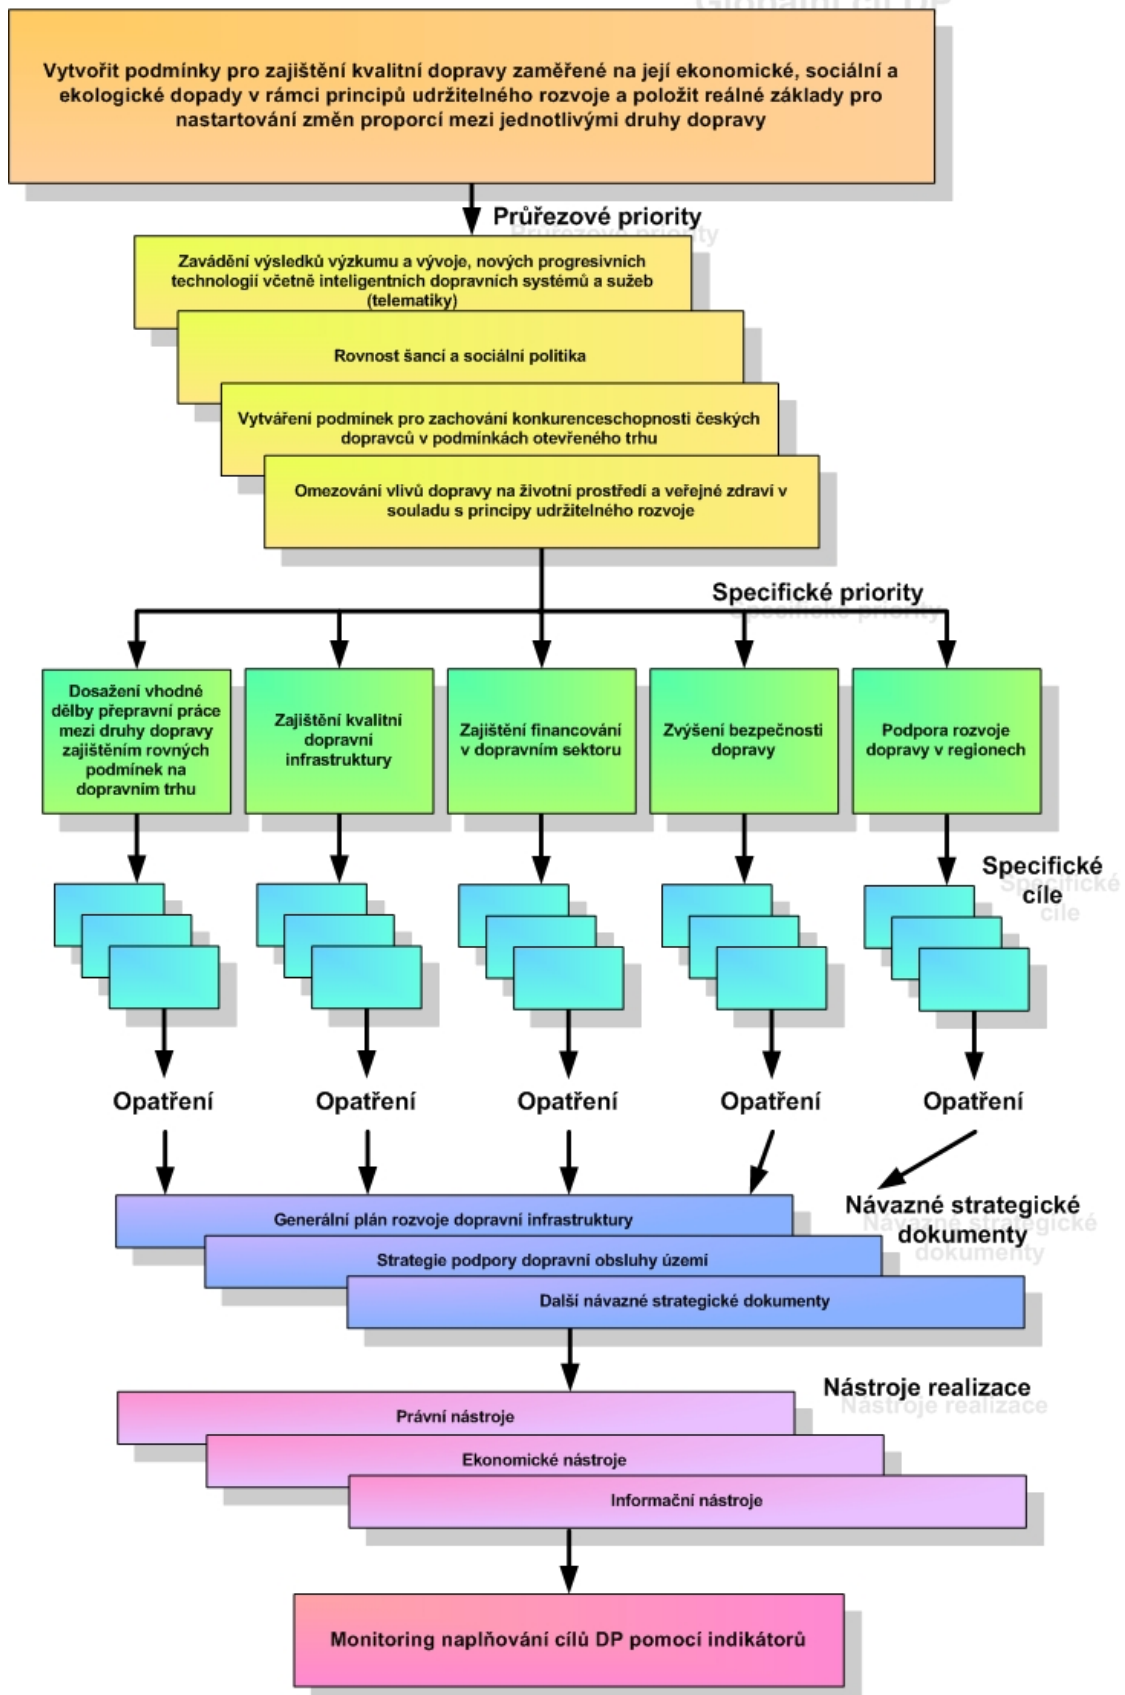 Globální cíl DP
Vytvořit podmínky pro zajištění kvalitní dopravy zaměřené na její ekonomické, sociální a
ekologické dopady v rámci principů udržitelného rozvoje a položit reálné základy pro
nastartování změn proporcí mezi jednotlivými druhy dopravy
Průřezové priority
Zavádění výsledků výzkumu a vývoje, nových progresivních
technologií včetně inteligentních dopravních systémů a sužeb
(telematiky)
Rovnost šancí a sociální politika
Vytváření podmínek pro zachování konkurenceschopnosti českých
dopravců v podmínkách otevřeného trhu
Omezování vlivů dopravy na životní prostředí a veřejné zdraví v
souladu s principy udržitelného rozvoje
Specifické priority
Dosažení vhodné
dělby přepravní práce
mezi druhy dopravy
zajištěním rovných
podmínek na
dopravním trhu
Zajištění kvalitní
dopravní
infrastruktury
Zajištění financování
v dopravním sektoru
Zvýšení bezpečnosti
dopravy
Podpora rozvoje
dopravy v regionech
Specifické
cíle
Opatření
Opatření
Opatření
Opatření
Opatření
Návazné strategické
dokumenty
Generální plán rozvoje dopravní infrastruktury
Strategie podpory dopravní obsluhy území
Další návazné strategické dokumenty
Nástroje realizace
Právní nástroje
Ekonomické nástroje
Informační nástroje
Monitoring naplňování cílů DP pomocí indikátorů